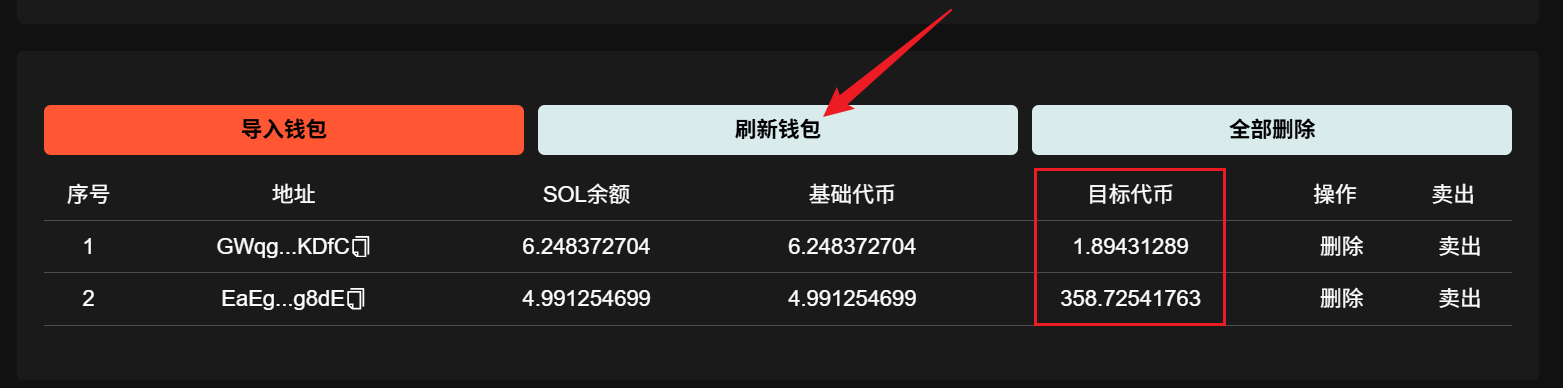 导入钱包 刷新钱包 全部删除
序号 地址 SOL余额 基础代币 目标代币 操作 卖出
1 GWqg...KDfC 6.248372704 6.248372704 1.89431289 删除 卖出
2 EaEg...g8dE 4.991254699 4.991254699 358.72541763 删除 卖出